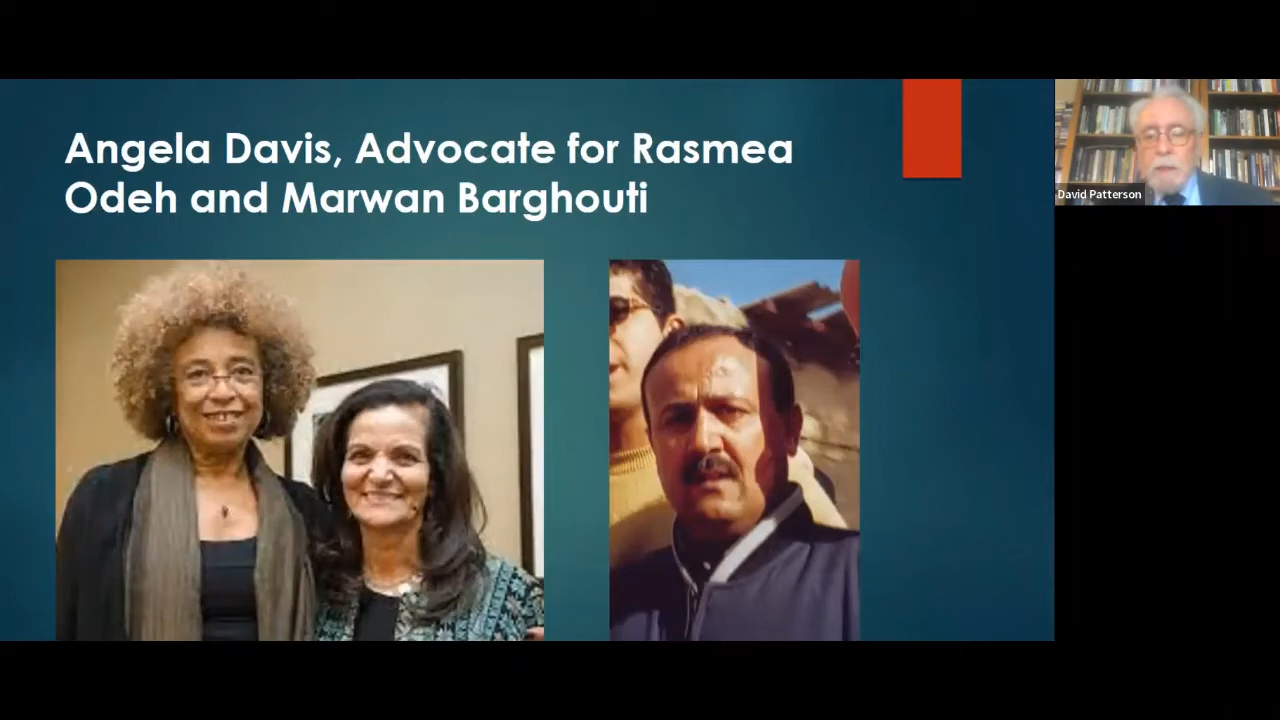 Angela Davis, Advocate for Rasmea
Odeh and Marwan Barghouti
David Patterson